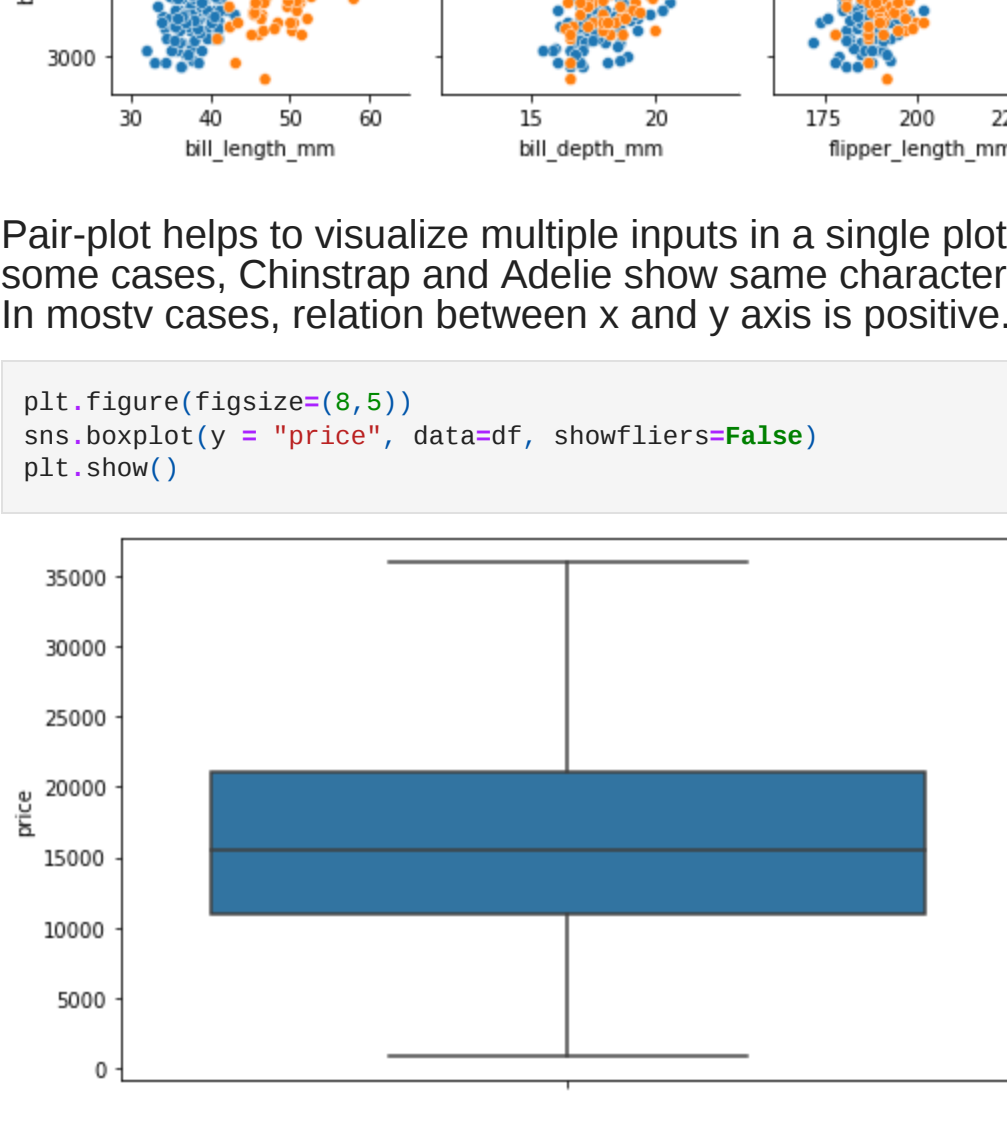 3000
30 40 50 60 15 20 175 200 22
bill_length_mm bill_depth_mm flipper_length_mm
Pair-plot helps to visualize multiple inputs in a single plot
some cases, Chinstrap and Adelie show same character
In mostv cases, relation between x and y axis is positive.
plt.figure(figsize=(8,5))
sns.boxplot(y = "price", data=df, showfliers=False)
plt.show()
35000
30000
25000
20000
price
15000
10000
5000
0